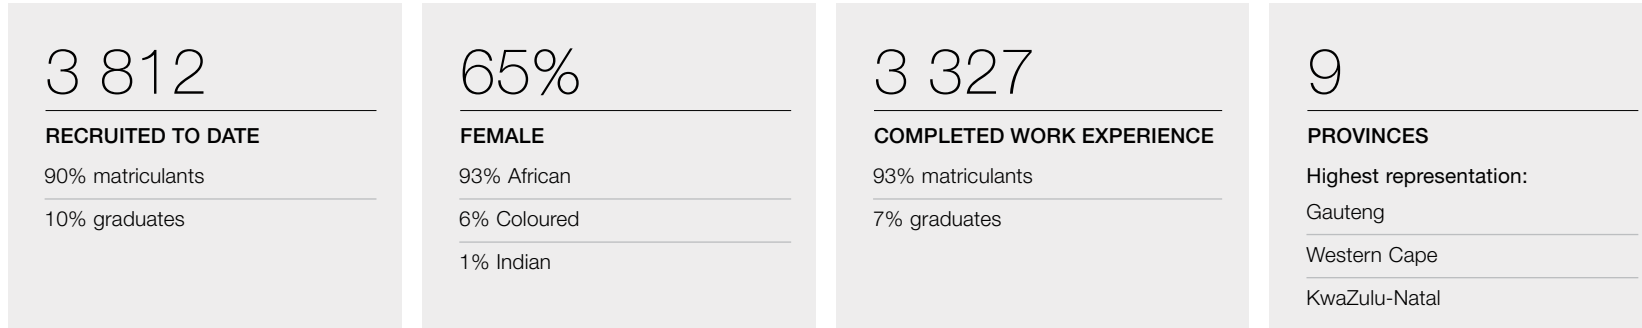 3 812
RECRUITED TO DATE
90% matriculants
10% graduates
65%
FEMALE
93% African
6% Coloured
1% Indian
3 327
COMPLETED WORK EXPERIENCE
93% matriculants
7% graduates
9
PROVINCES
Highest representation:
Gauteng
Western Cape
KwaZulu-Natal